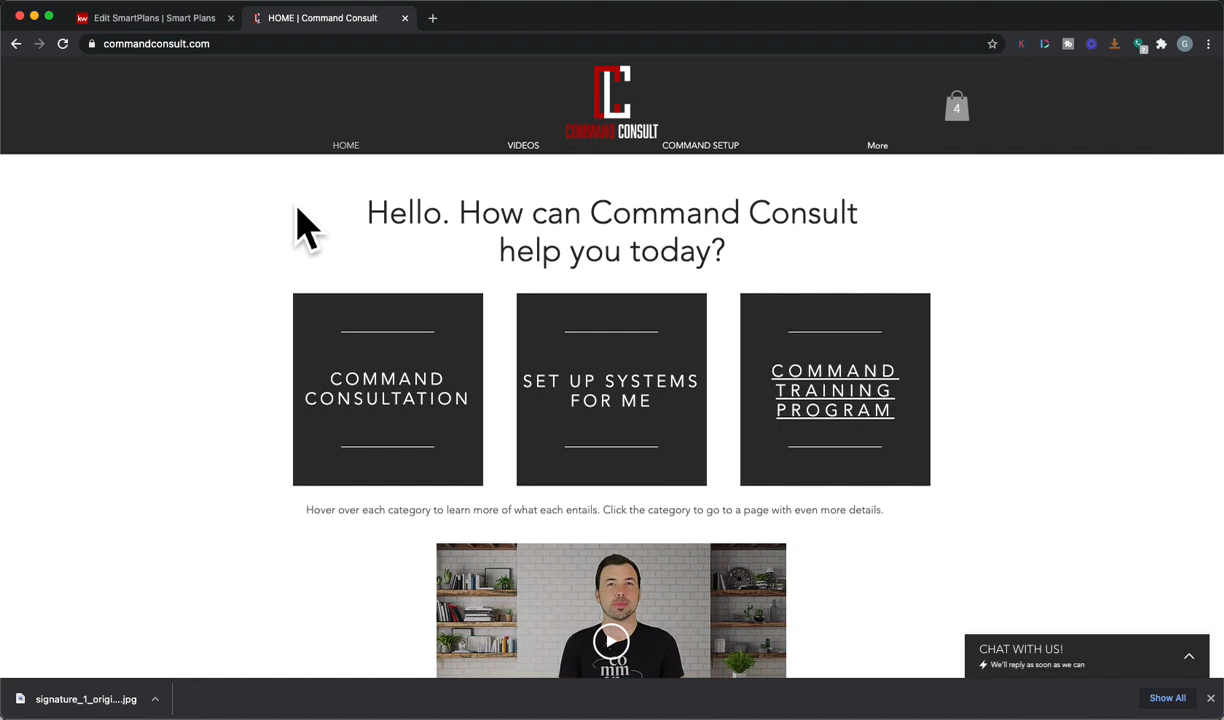 kw Edit SmartPlans | Smart Plans
HOME | Command Consult
commandconsult.com
K
G
COMMAND CONSULT
4
HOME
VIDEOS
COMMAND SETUP
More
Hello. How can Command Consult
help you today?
COMMAND
CONSULTATION
SET UP SYSTEMS
FOR ME
COMMAND
TRAINING
PROGRAM
Hover over each category to learn more of what each entails. Click the category to go to a page with even more details.
co
mm
CHAT WITH US!
We'll reply as soon as we can
signature_1_origi....jpg
Show All